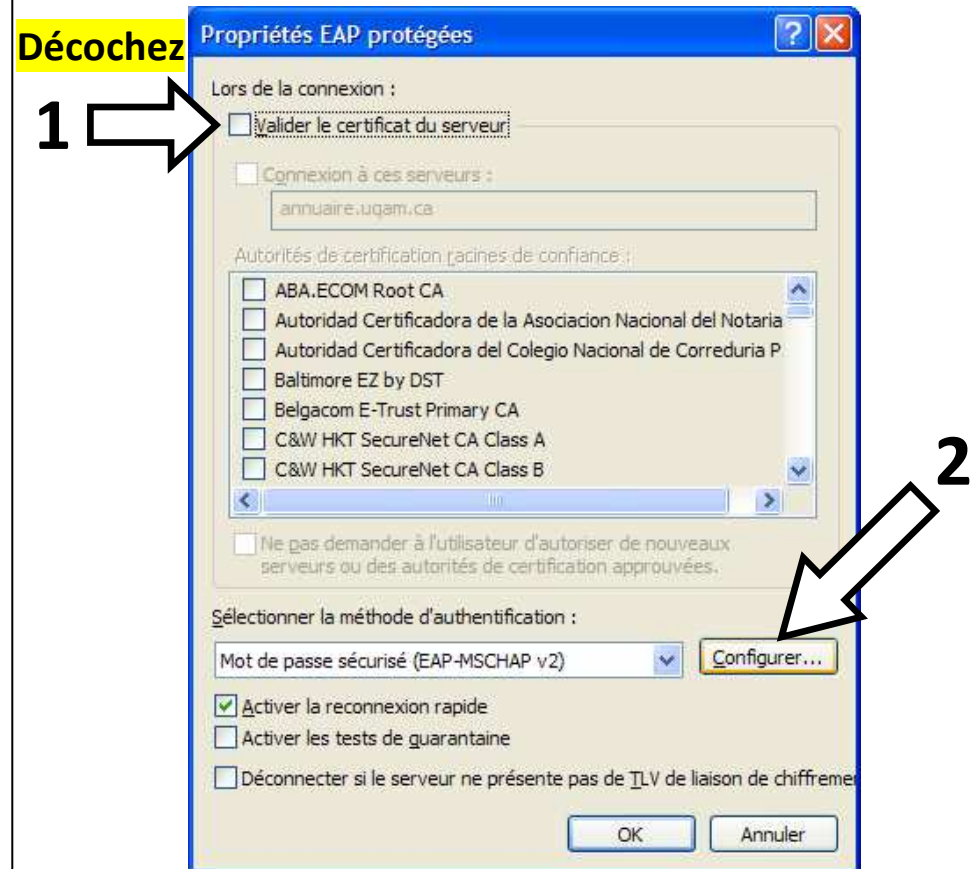 Décochez
Propriétés EAP protégées
1
Lors de la connexion :
Valider le certificat du serveur
Connexion à ces serveurs :
annuaire.uqam.ca
Autorités de certification racines de confiance :
ABA.ECOM Root CA
Autoridad Certificadora de la Asociacion Nacional del Notaria
Autoridad Certificadora del Colegio Nacional de Correduria P
Baltimore EZ by DST
Belgacom E-Trust Primary CA
C&W HKT SecureNet CA Class A
C&W HKT SecureNet CA Class B
2
Ne pas demander à l'utilisateur d'autoriser de nouveaux
serveurs ou des autorités de certification approuvées.
Sélectionner la méthode d'authentification :
Mot de passe sécurisé (EAP-MSCHAP v2)
Configurer...
Activer la reconnexion rapide
Activer les tests de quarantaine
Déconnecter si le serveur ne présente pas de TLV de liaison de chiffremer
OK
Annuler